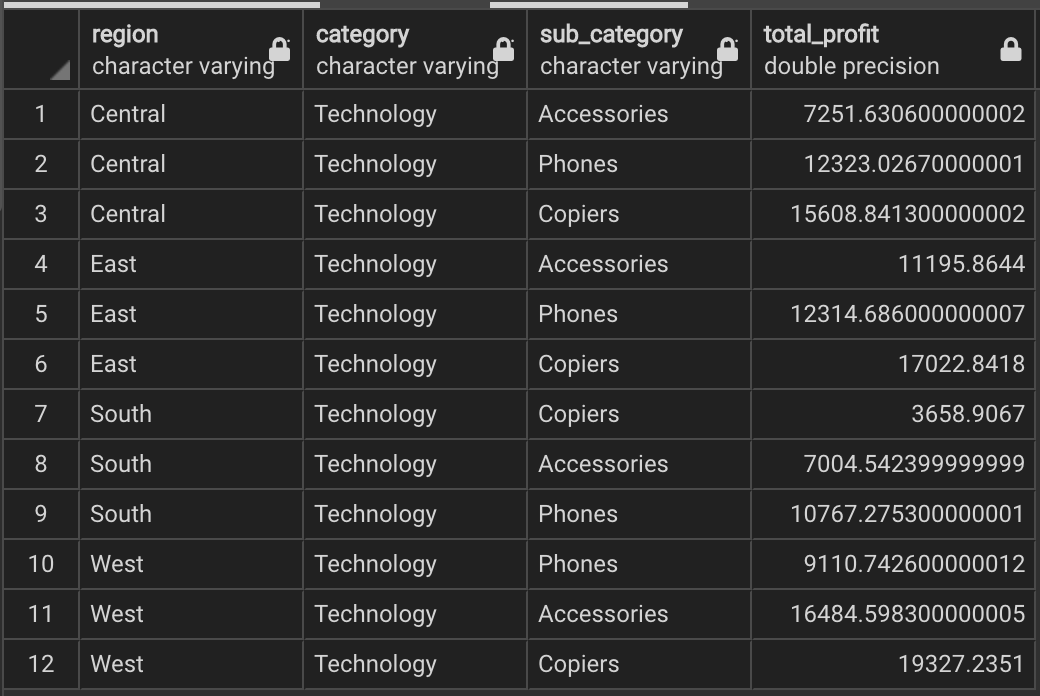 region category sub_category total_profit
character varying character varying character varying double precision
1 Central Technology Accessories 7251.630600000002
2 Central Technology Phones 12323.02670000001
3 Central Technology Copiers 15608.841300000002
4 East Technology Accessories 11195.8644
5 East Technology Phones 12314.686000000007
6 East Technology Copiers 17022.8418
7 South Technology Copiers 3658.9067
8 South Technology Accessories 7004.542399999999
9 South Technology Phones 10767.275300000001
10 West Technology Phones 9110.742600000012
11 West Technology Accessories 16484.598300000005
12 West Technology Copiers 19327.2351